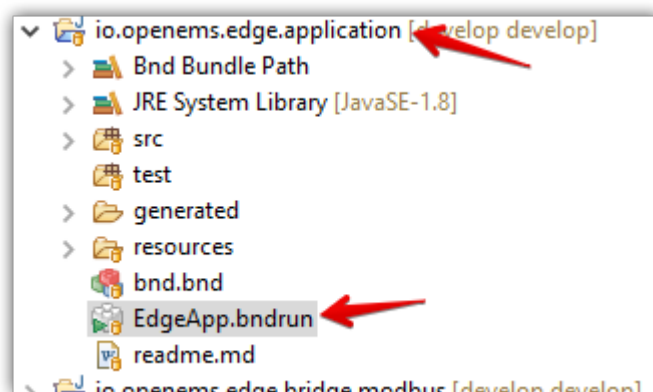 io.openems.edge.application [develop develop]
Bnd Bundle Path
JRE System Library [JavaSE-1.8]
src
test
generated
resources
bnd.bnd
EdgeApp.bndrun
readme.md
io.openems.edge.bridge.modbus [develop develop]